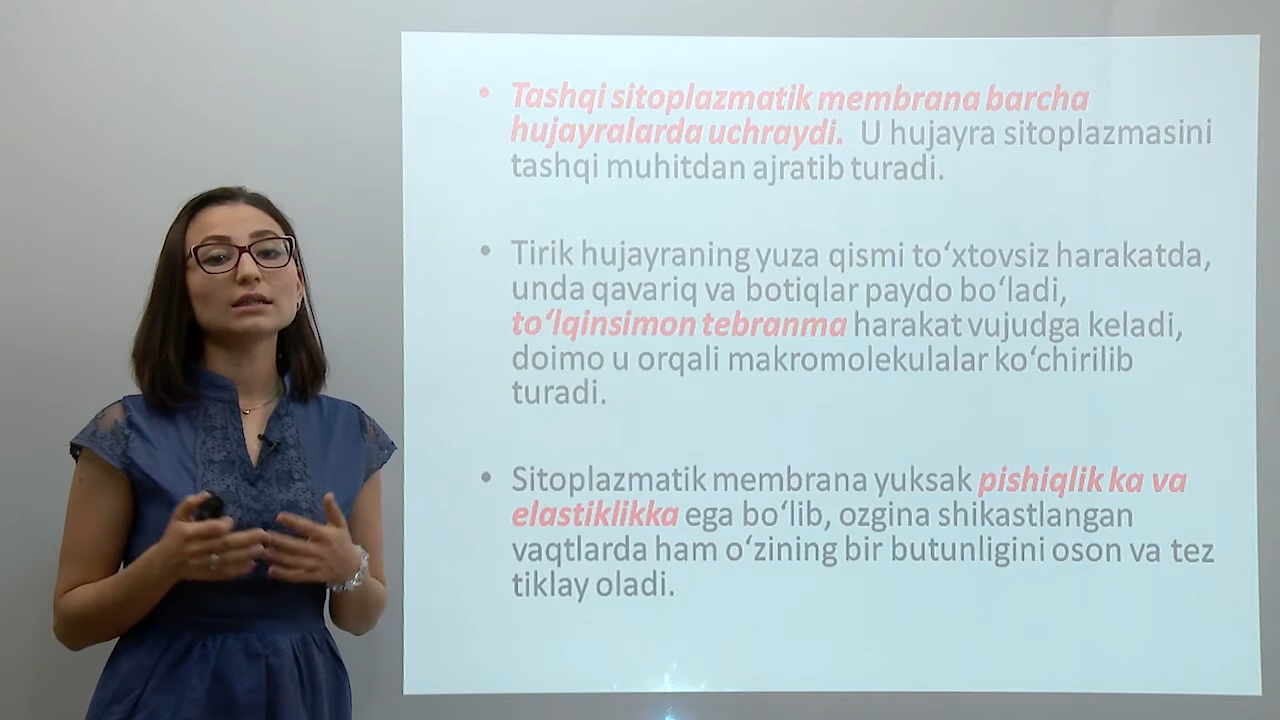 • Tashqi sitoplazmatik membrana barcha
hujayralarda uchraydi. U hujayra sitoplazmasini
tashqi muhitdan ajratib turadi.
• Tirik hujayraning yuza qismi to‘xtovsiz harakatda,
unda qavariq va botiqlar paydo bo‘ladi,
to‘lqinsimon tebranma harakat vujudga keladi,
doimo u orqali makromolekulalar ko‘chirilib
turadi.
• Sitoplazmatik membrana yuksak pishiqlik ka va
elastiklikka ega bo‘lib, ozgina shikastlangan
vaqtlarda ham o‘zining bir butunligini oson va tez
tiklay oladi.